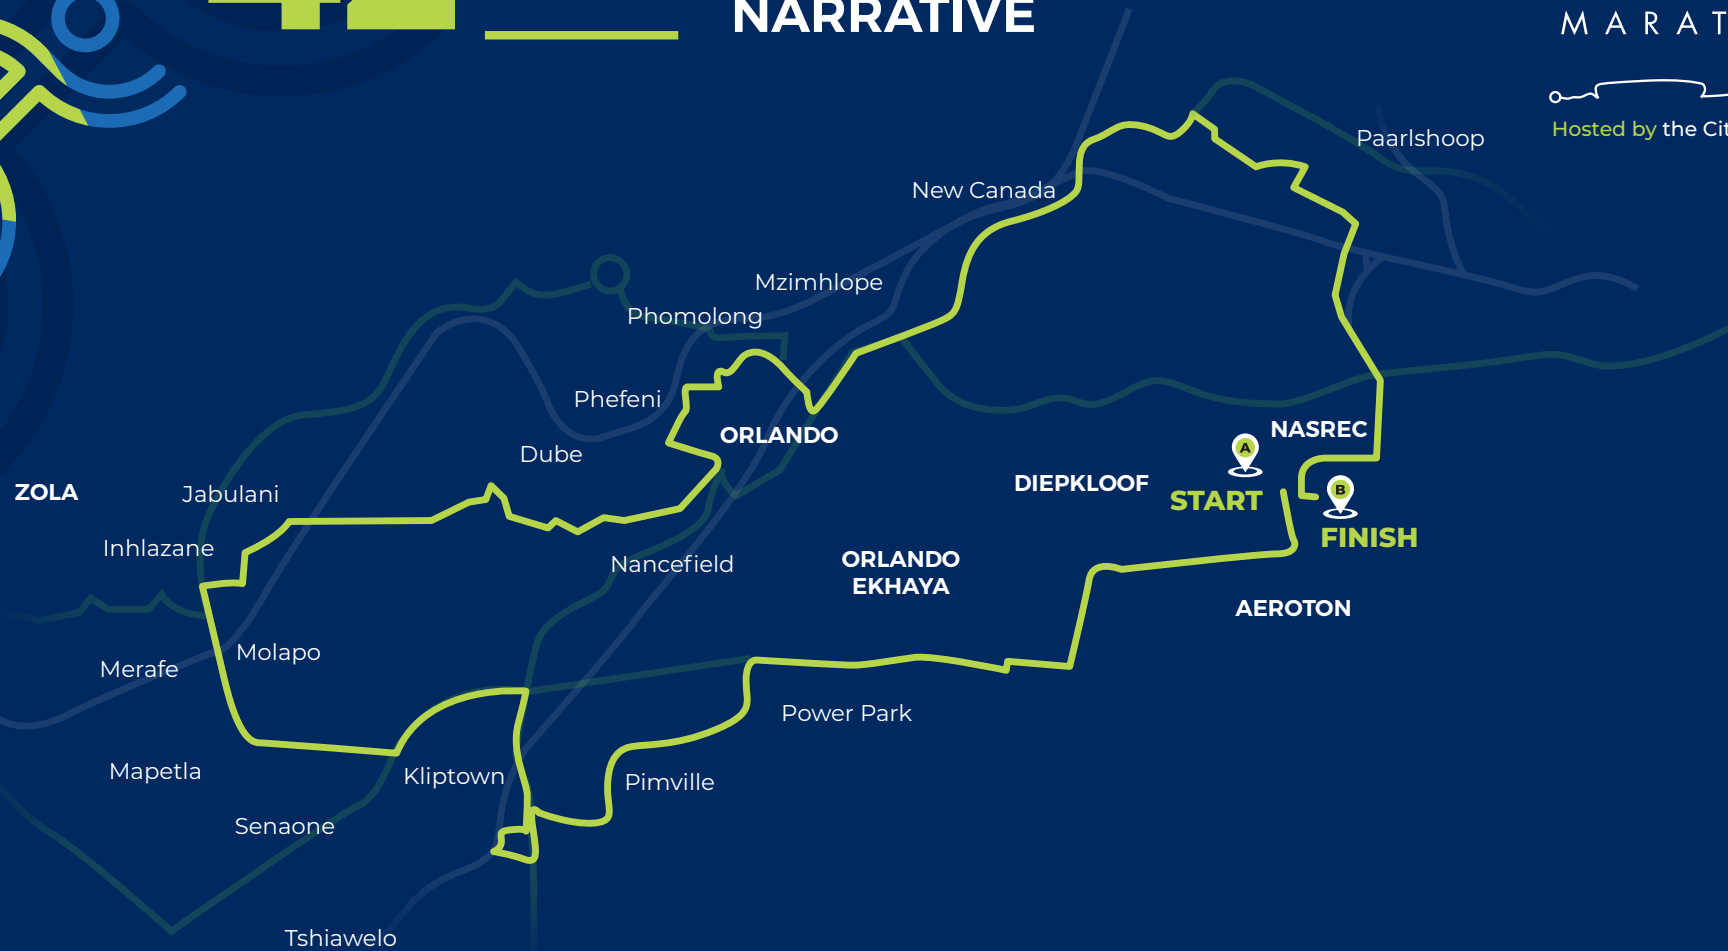 NARRATIVE
MARAT
Hosted by the Cit
Paarlshoop
New Canada
Mzimhlope
Phomolong
Phefeni
NASREC
ORLANDO
A
Dube
DIEPKLOOF
B
ZOLA
Jabulani
START
FINISH
Inhlazane
Nancefield
ORLANDO
EKHAYA
AEROTON
Molapo
Merafe
Power Park
Mapetla
Kliptown
Pimville
Senaone
Tshiawelo